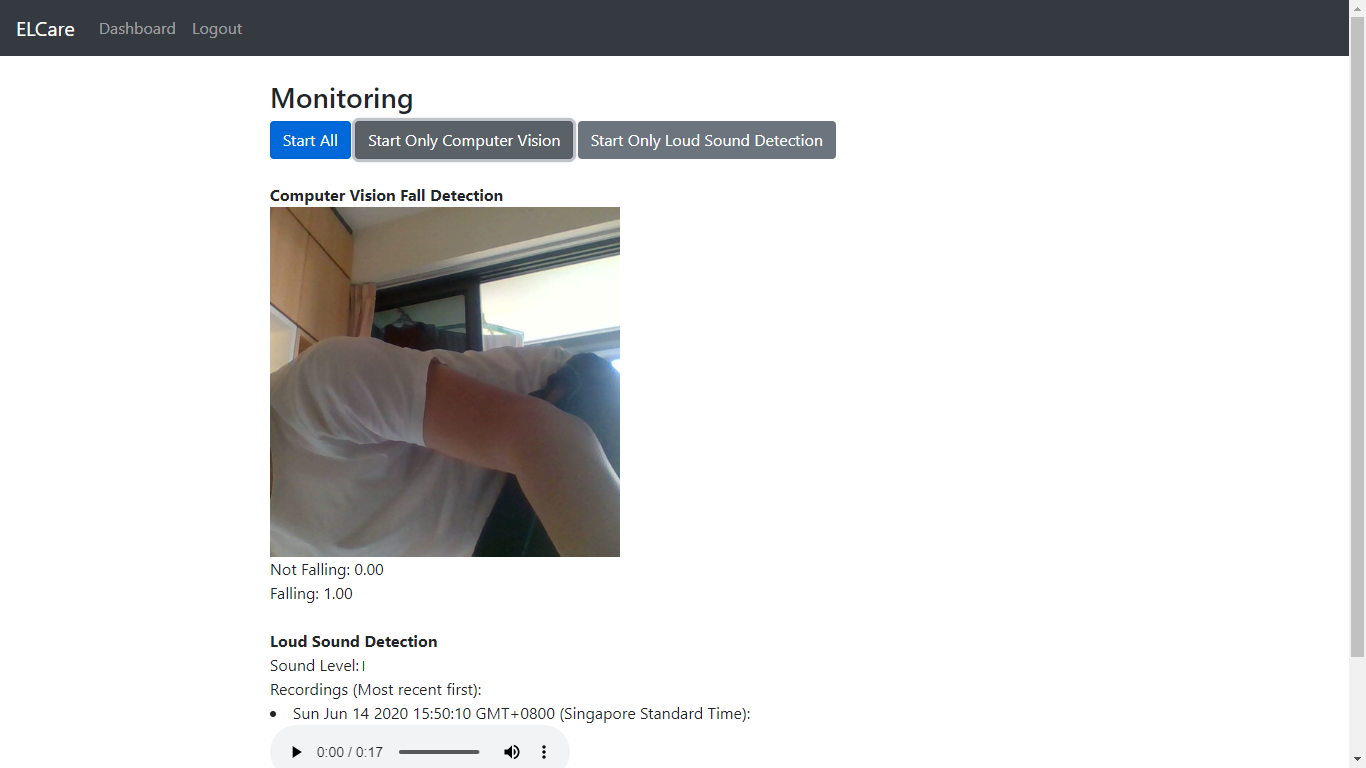 ELCare Dashboard Logout
Monitoring
Start All Start Only Computer Vision Start Only Loud Sound Detection
Computer Vision Fall Detection
Not Falling: 0.00
Falling: 1.00
Loud Sound Detection
Sound Level:
Recordings (Most recent first):
Sun Jun 14 2020 15:50:10 GMT+0800 (Singapore Standard Time):
0:00 / 0:17